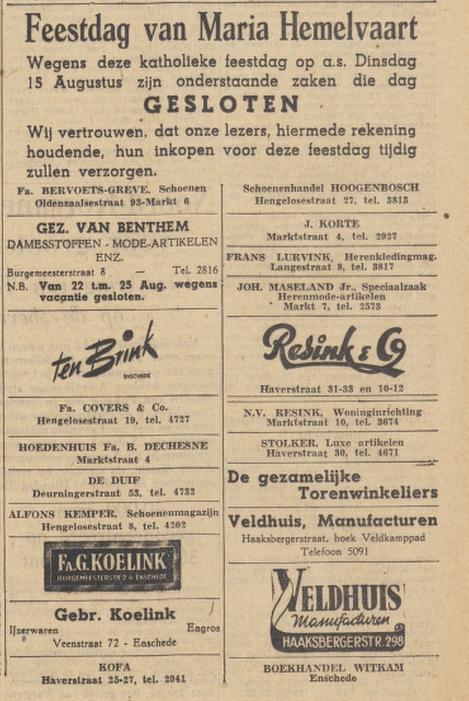 Feestdag van Maria Hemelvaart
Wegens deze katholieke feestdag op a.s. Dinsdag
15 Augustus zijn onderstaande zaken die dag
GESLOTEN
Wij vertrouwen, dat onze lezers, hiermede rekening
houdende, hun inkopen voor deze feestdag tijdig
zullen verzorgen.
Fa. BERVOETS-GREVE, Schoenen
Oldenzaalsestraat 93-Markt 6
GEZ. VAN BENTHEM
DAMESSTOFFEN - MODE-ARTIKELEN
ENZ.
Burgemeesterstraat 8 — Tel. 2816
N.B. Van 22 t.m. 25 Aug. wegens
vacantie gesloten.
ten Brink
ENSCHEDE
Fa. COVERS & Co.
Hengelosestraat 19, tel. 4727
HOEDENHUIS Fa. B. DECHESNE
Marktstraat 4
DE DUIF
Deurningerstraat 53, tel. 4732
ALFONS KEMPER, Schoenenmagazijn
Hengelosestraat 8, tel. 4202
FA.G.KOELINK
BURGEMEESTERSTR 2-4 ENSCHEDE
Gebr. Koelink
IJzerwaren Engros
Veenstraat 72 - Enschede
KOFA
Haverstraat 25-27, tel. 2941
Schoenenhandel HOOGENBOSCH
Hengelosestraat 27, tel. 3813
J. KORTE
Marktstraat 4, tel. 2927
FRANS LURVINK, Herenkledingmag.
Langestraat 8, tel. 3817
JOH. MASELAND Jr., Speciaalzaak
Herenmode-artikelen
Markt 7, tel. 2573
Resink & Co
Haverstraat 31-33 en 10-12
N.V. RESINK, Woninginrichting
Marktstraat 10, tel. 3674
STOLKER, Luxe artikelen
Haverstraat 30, tel. 4671
De gezamelijke
Torenwinkeliers
Veldhuis, Manufacturen
Haaksbergerstraat, hoek Veldkamppad
Telefoon 5091
VELDHUIS
Manufacturen
HAAKSBERGERSTR. 298
BOEKHANDEL WITKAM
Enschede